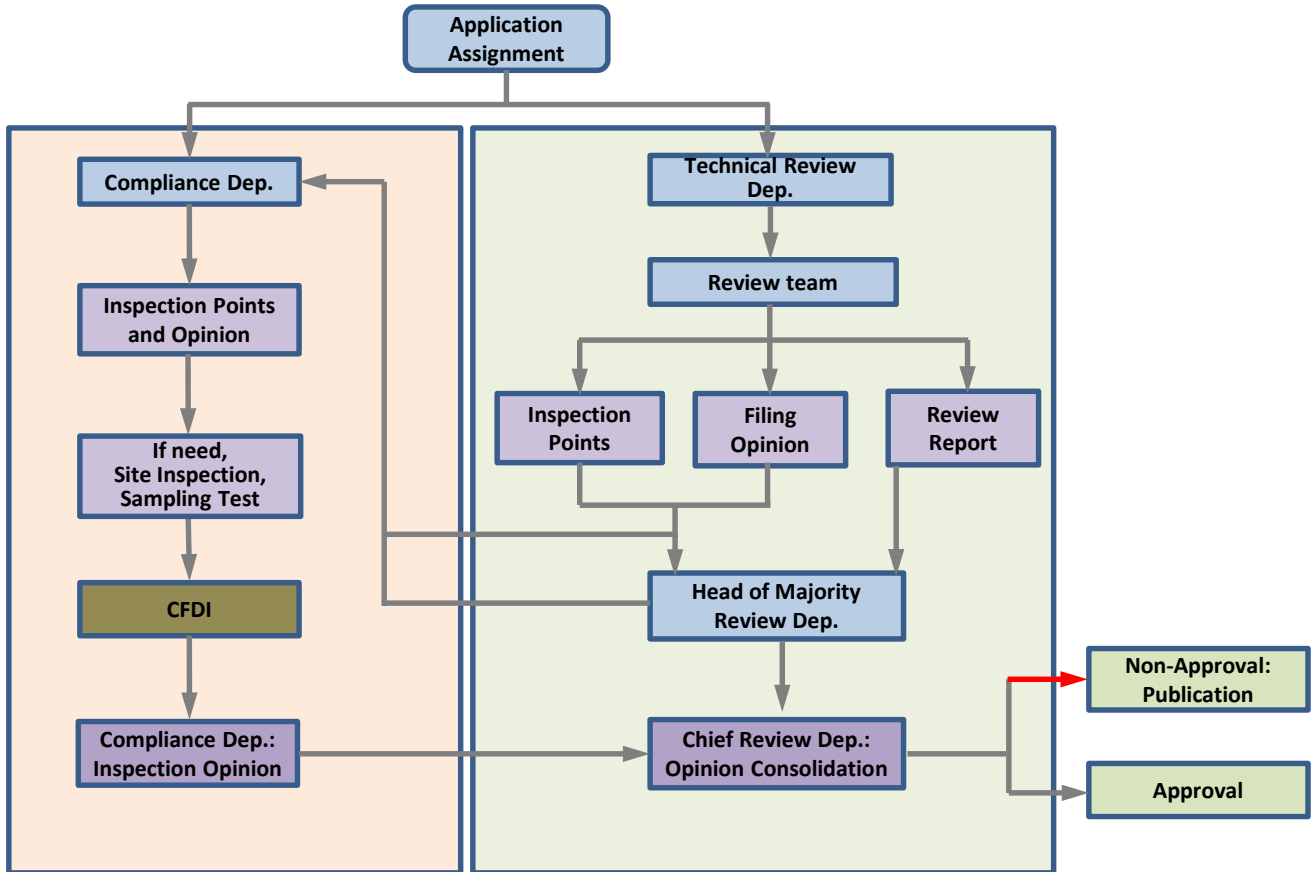 Application
Assignment
Compliance Dep.
Technical Review
Dep.
Review team
Inspection Points
and Opinion
Inspection
Points
Filing
Opinion
Review
Report
If need,
Site Inspection,
Sampling Test
CFDI
Head of Majority
Review Dep.
Non-Approval:
Publication
Compliance Dep.:
Inspection Opinion
Chief Review Dep.:
Opinion Consolidation
Approval